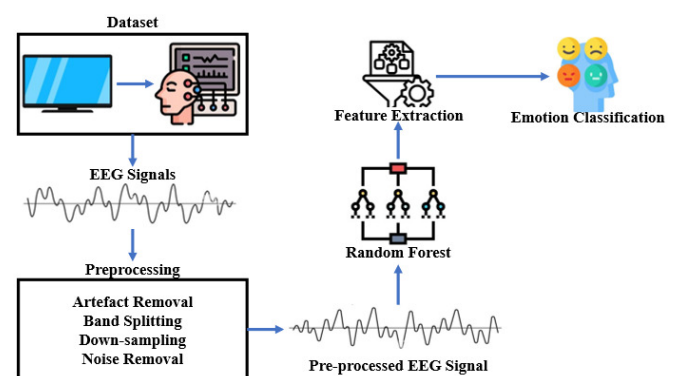 Dataset
EEG Signals
Preprocessing
Artefact Removal
Band Splitting
Down-sampling
Noise Removal
Pre-processed EEG Signal
Random Forest
Feature Extraction
Emotion Classification